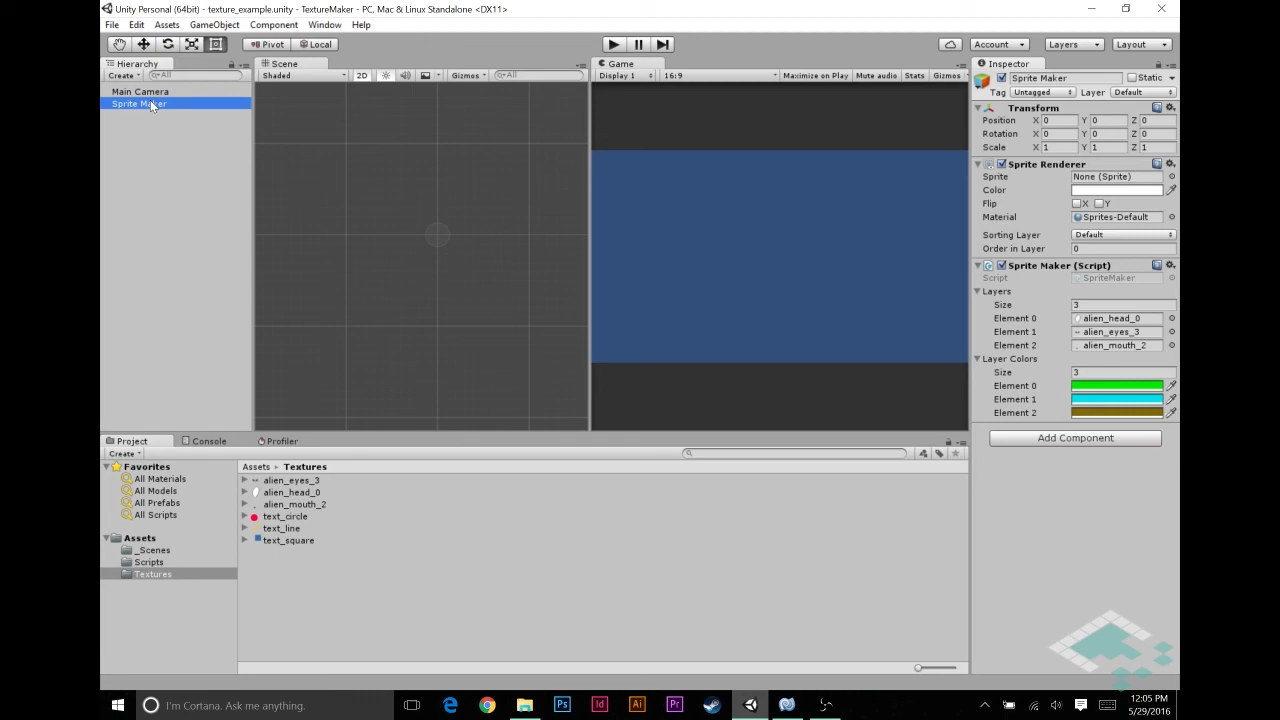 Unity Personal (64bit) - texture_example.unity - TextureMaker - PC, Mac & Linux Standalone <DX11>
File Edit Assets GameObject Component Window Help
Pivot Local Account Layers Layout
Hierarchy Scene Game Inspector
Create All Shaded 2D Gizmos All Display 1 16:9 Maximize on Play Mute audio Stats Gizmos
Sprite Maker Static
Tag Untagged Layer Default
Main Camera
Sprite Maker
Transform
Position X 0 Y 0 Z 0
Rotation X 0 Y 0 Z 0
Scale X 1 Y 1 Z 1
Sprite Renderer
Sprite None (Sprite)
Color
Flip X Y
Material Sprites-Default
Sorting Layer Default
Order in Layer 0
Sprite Maker (Script)
Script SpriteMaker
Layers
Size 3
Element 0 alien_head_0
Element 1 alien_eyes_3
Element 2 alien_mouth_2
Layer Colors
Size 3
Element 0
Element 1
Element 2
Add Component
Project Console Profiler
Create
Favorites
All Materials
All Models
All Prefabs
All Scripts
Assets
_Scenes
Scripts
Textures
Assets Textures
alien_eyes_3
alien_head_0
alien_mouth_2
text_circle
text_line
text_square
I'm Cortana. Ask me anything.
Ps Id Ai Pr
12:05 PM
5/29/2016